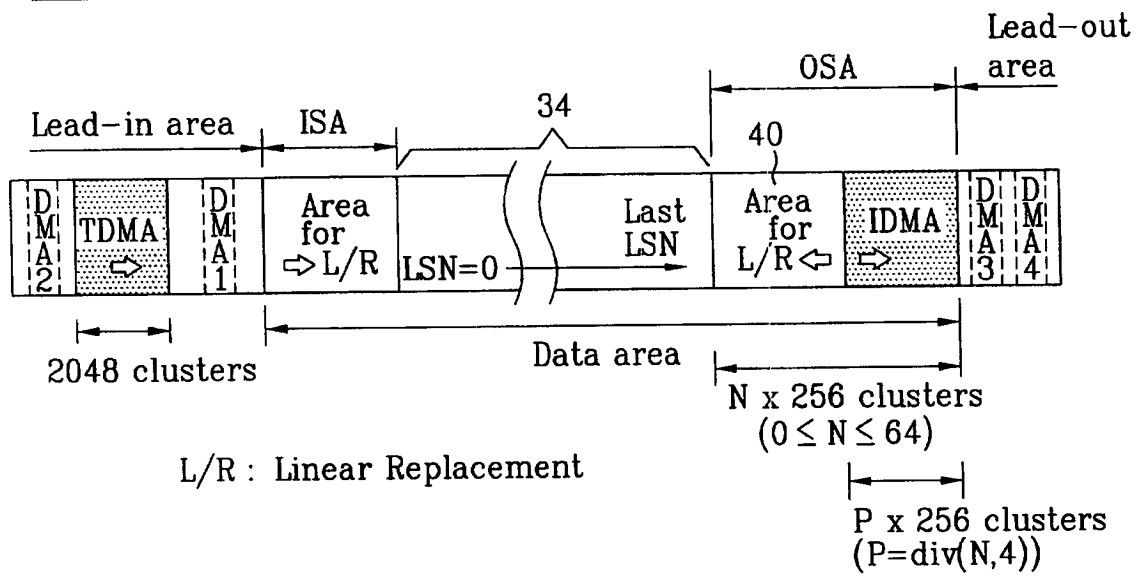 Lead-out
area
OSA
34
Lead-in area
ISA
40
DMA2
TDMA
DMA1
Area
for
L/R
LSN=0
Last
LSN
Area
for
L/R
IDMA
DMA3
DMA4
2048 clusters
Data area
N x 256 clusters
(0 ≤ N ≤ 64)
L/R : Linear Replacement
P x 256 clusters
(P=div(N,4))